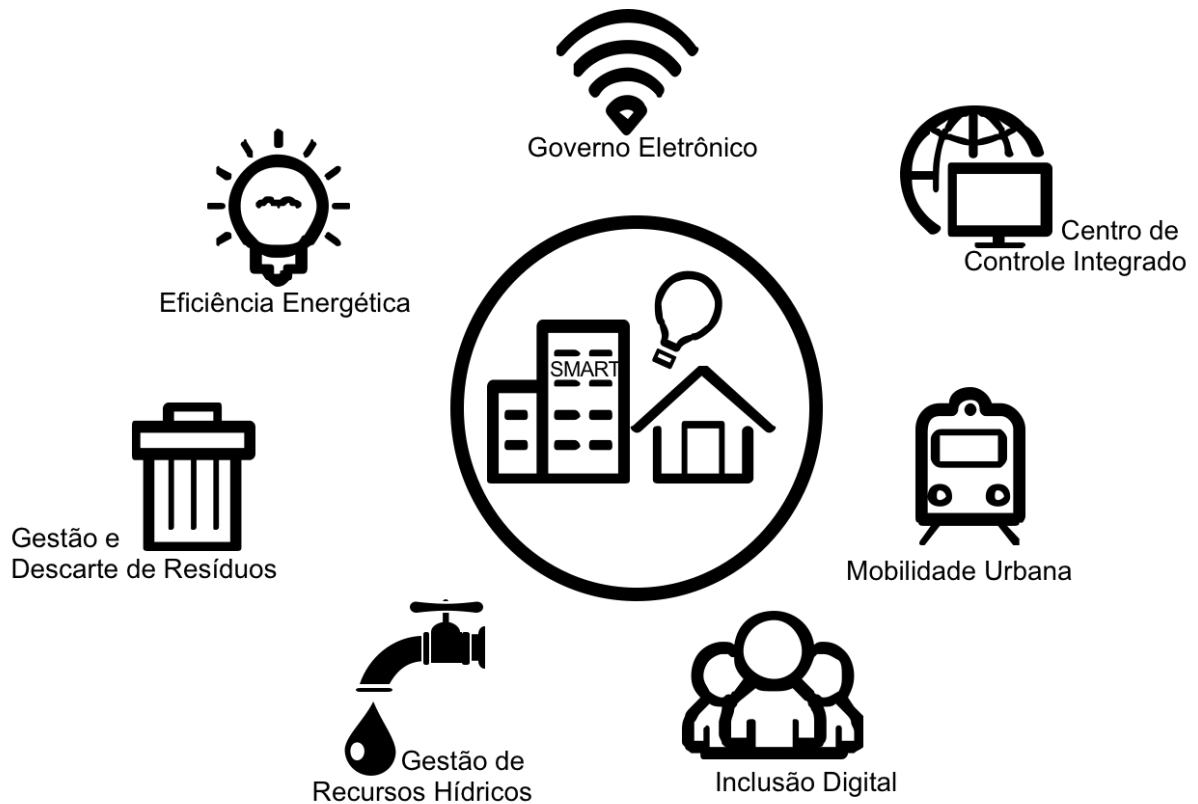 Governo Eletrônico
Centro de
Controle Integrado
Eficiência Energética
SMART
Gestão e
Descarte de Resíduos
Mobilidade Urbana
Gestão de
Recursos Hídricos
Inclusão Digital